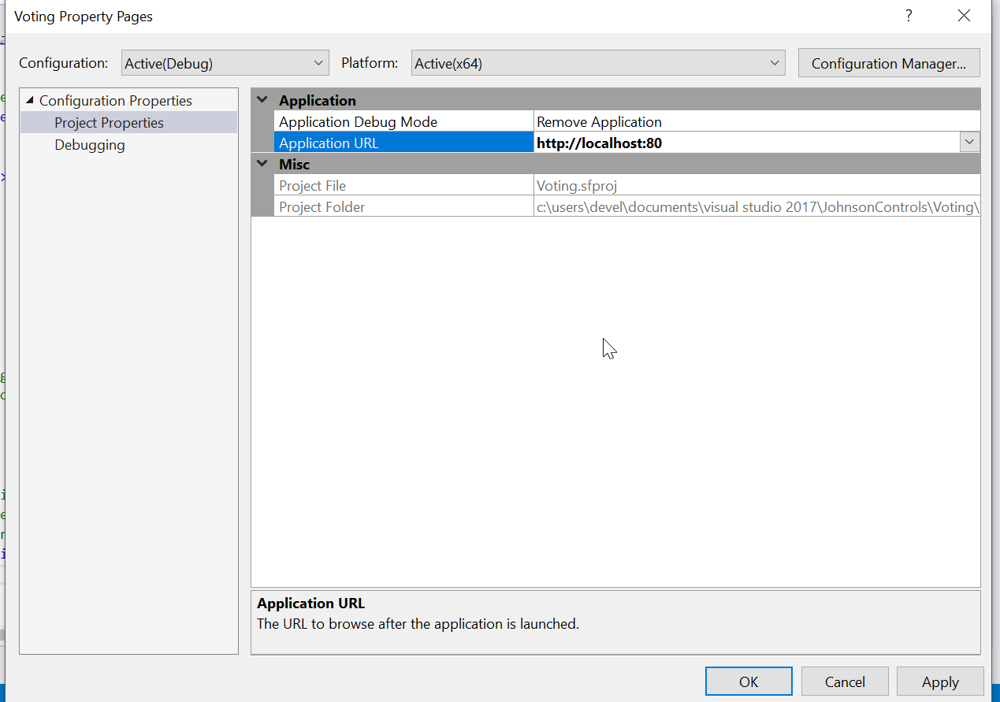 Voting Property Pages ?
Configuration: Active(Debug) Platform: Active(x64) Configuration Manager...
Configuration Properties
Project Properties
Debugging
Application
Application Debug Mode Remove Application
Application URL http://localhost:80
Misc
Project File Voting.sfproj
Project Folder c:\users\devel\documents\visual studio 2017\JohnsonControls\Voting\
Application URL
The URL to browse after the application is launched.
OK Cancel Apply